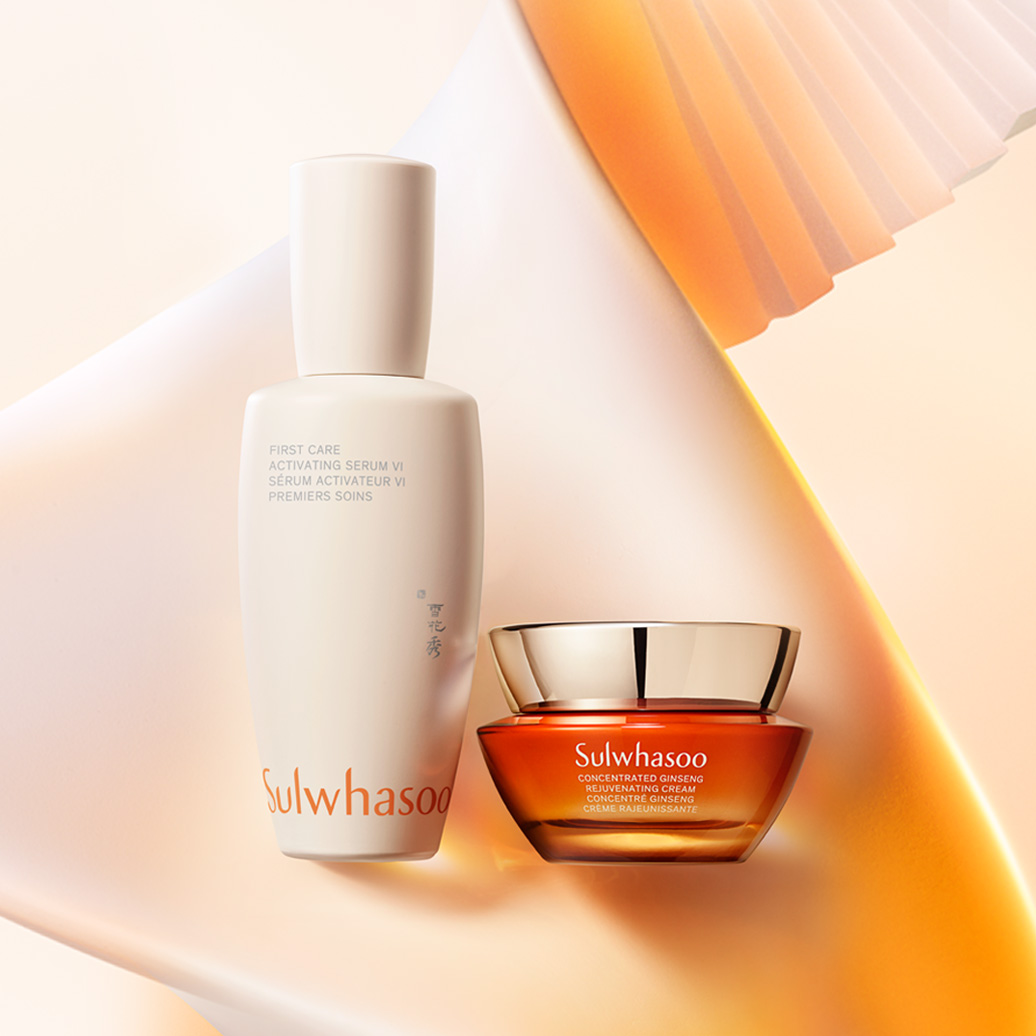 FIRST CARE
ACTIVATING SERUM VI
SÉRUM ACTIVATEUR VI
PREMIERS SOINS
雪花秀
Sulwhasoo
Sulwhasoo
CONCENTRATED GINSENG
REJUVENATING CREAM
CONCENTRÉ GINSENG
CRÈME RAJEUNISSANTE